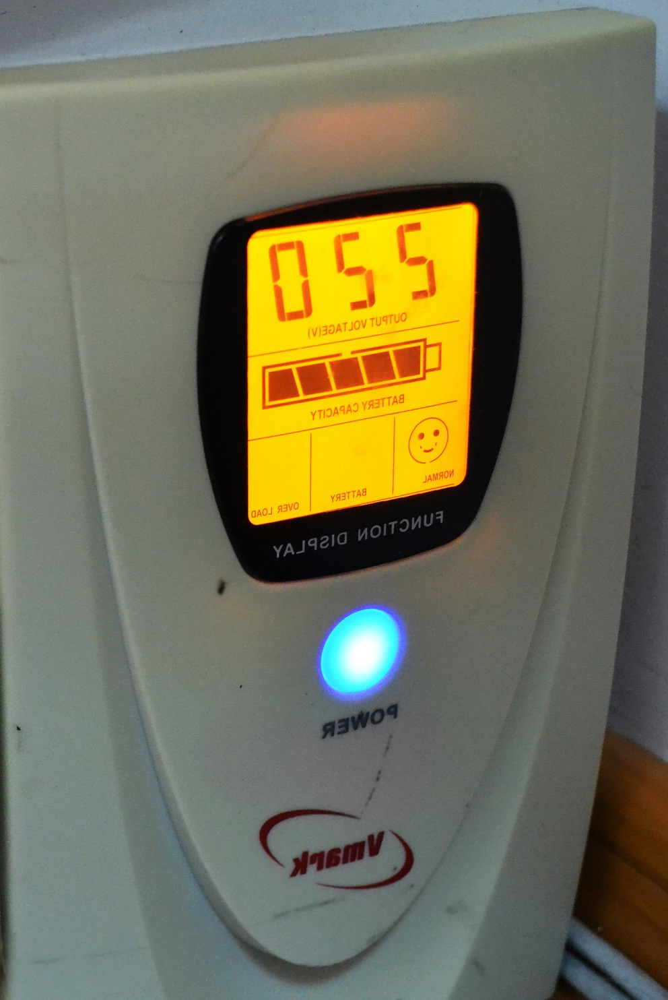 220
OUTPUT VOLTAGE(V)
BATTERY CAPACITY
NORMAL BATTERY OVER LOAD
FUNCTION DISPLAY
POWER
Vmark